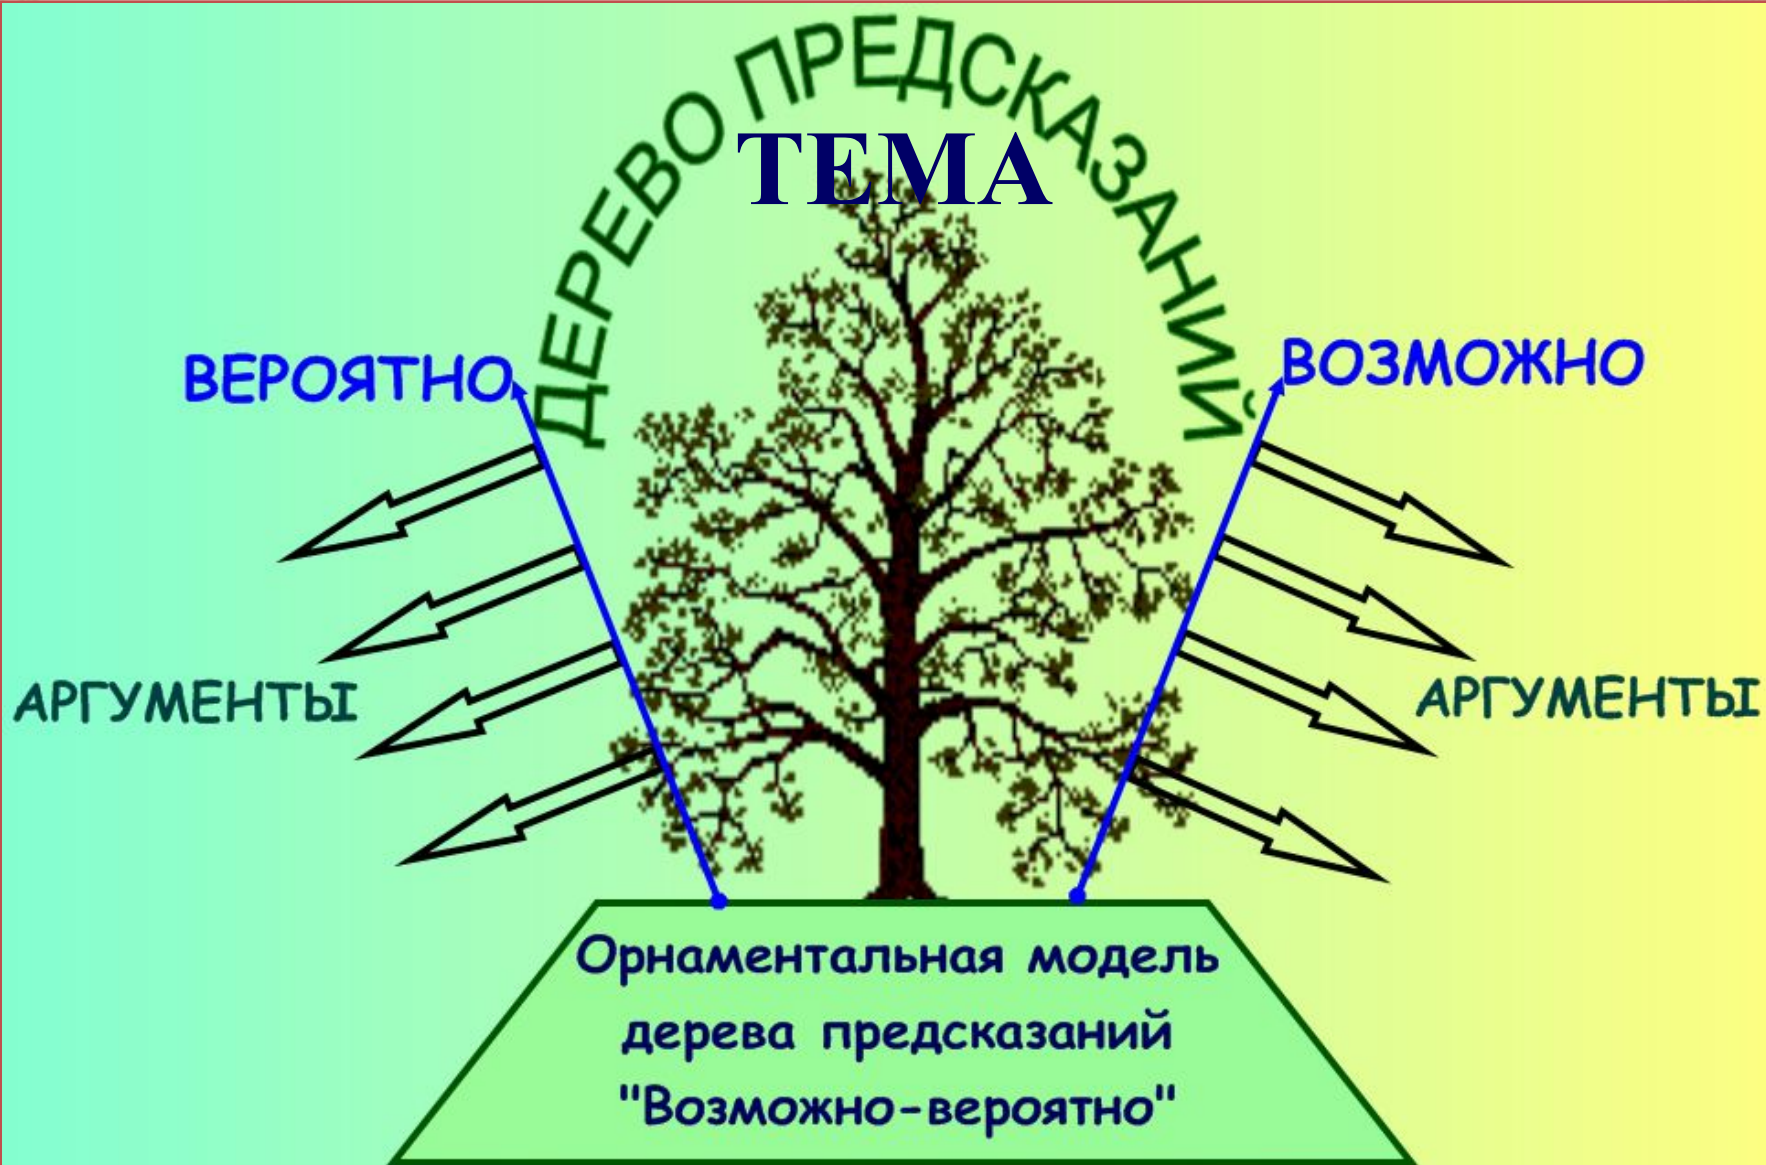 ДЕРЕВО ПРЕДСКАЗАНИЙ
ТЕМА
ВЕРОЯТНО
ВОЗМОЖНО
АРГУМЕНТЫ
АРГУМЕНТЫ
Орнаментальная модель
дерева предсказаний
"Возможно-вероятно"